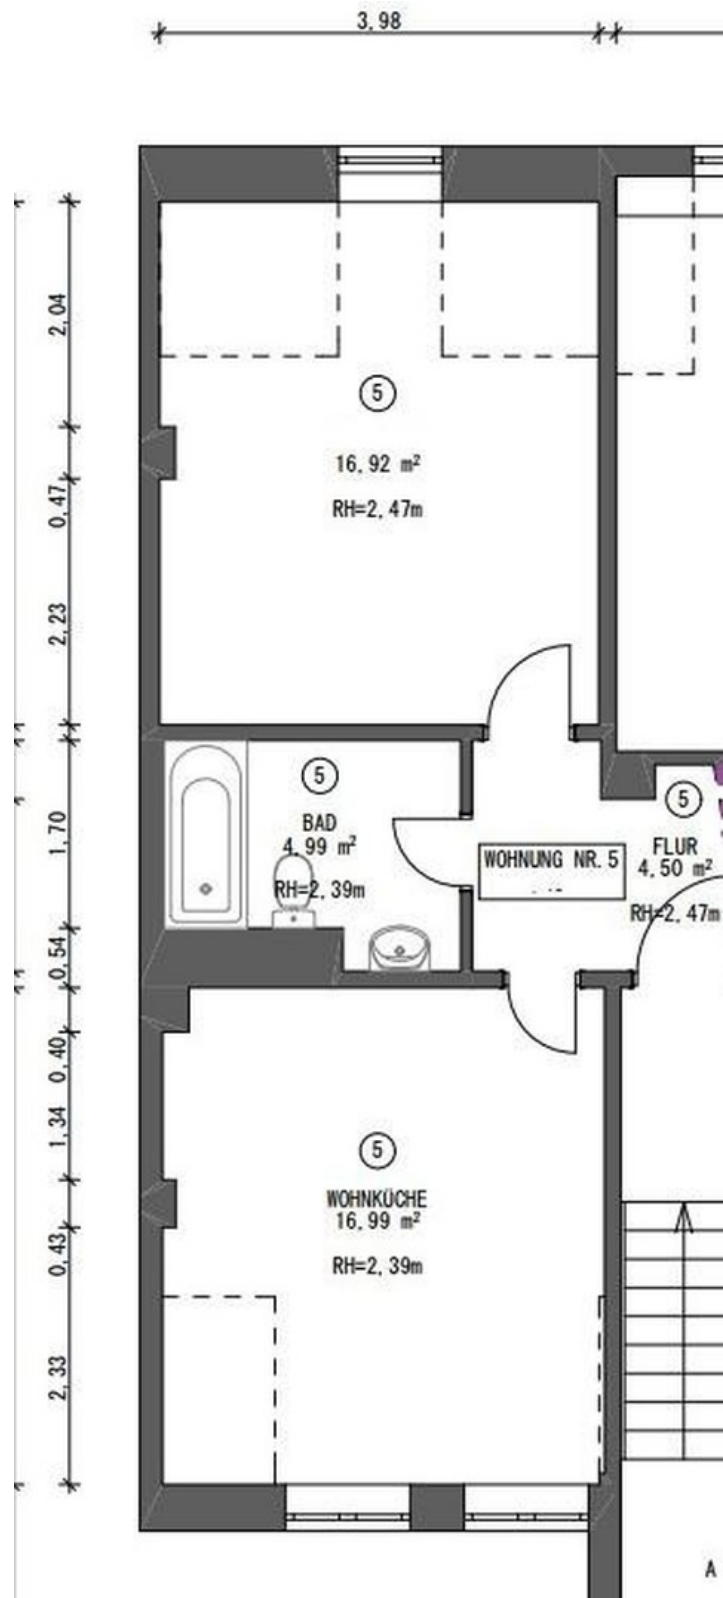 3,98
2,04
5
16,92 m²
0,47
RH=2,47m
2,23
5
5
BAD
1,70
4,99 m²
WOHNUNG NR.5
FLUR
4,50 m²
RH=2,39m
RH=2,47m
0,54
0,40
1,34
5
WOHNKÜCHE
16,99 m²
0,43
RH=2,39m
2,33
A